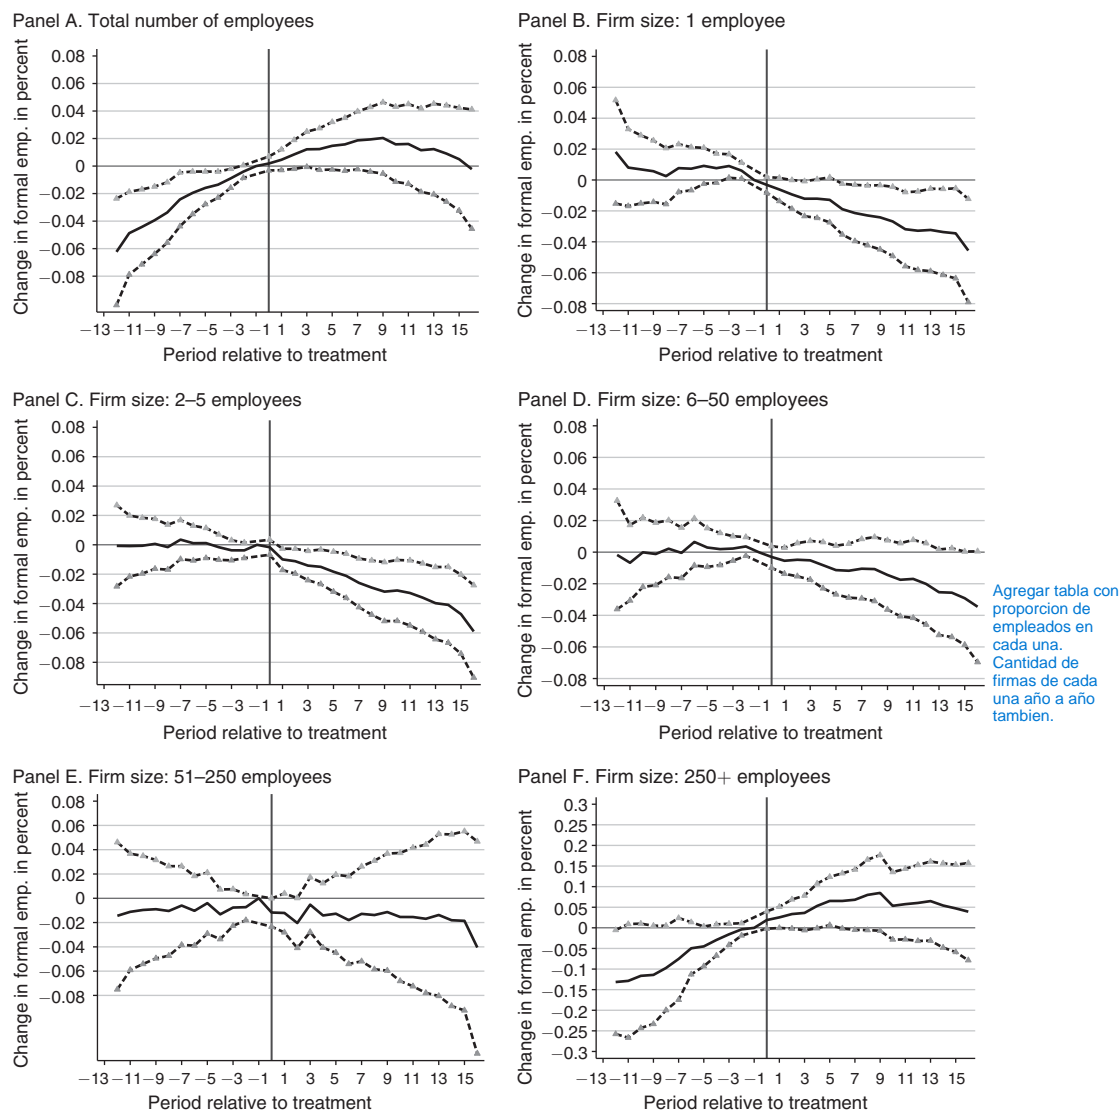 Panel A. Total number of employees
Change in formal emp. in percent
0.08
0.06
0.04
0.02
0
−0.02
−0.04
−0.06
−0.08
−13 −11 −9 −7 −5 −3 −1 1 3 5 7 9 11 13 15
Period relative to treatment
Panel B. Firm size: 1 employee
Change in formal emp. in percent
0.08
0.06
0.04
0.02
0
−0.02
−0.04
−0.06
−0.08
−13 −11 −9 −7 −5 −3 −1 1 3 5 7 9 11 13 15
Period relative to treatment
Panel C. Firm size: 2–5 employees
Change in formal emp. in percent
0.08
0.06
0.04
0.02
0
−0.02
−0.04
−0.06
−0.08
−13 −11 −9 −7 −5 −3 −1 1 3 5 7 9 11 13 15
Period relative to treatment
Panel D. Firm size: 6–50 employees
Change in formal emp. in percent
0.08
0.06
0.04
0.02
0
−0.02
−0.04
−0.06
−0.08
−13 −11 −9 −7 −5 −3 −1 1 3 5 7 9 11 13 15
Period relative to treatment
Agregar tabla con
proporcion de
empleados en
cada una.
Cantidad de
firmas de cada
una año a año
tambien.
Panel E. Firm size: 51–250 employees
Change in formal emp. in percent
0.08
0.06
0.04
0.02
0
−0.02
−0.04
−0.06
−0.08
−13 −11 −9 −7 −5 −3 −1 1 3 5 7 9 11 13 15
Period relative to treatment
Panel F. Firm size: 250+ employees
Change in formal emp. in percent
0.3
0.25
0.2
0.15
0.1
0.05
0
−0.05
−0.1
−0.15
−0.2
−0.25
−0.3
−13 −11 −9 −7 −5 −3 −1 1 3 5 7 9 11 13 15
Period relative to treatment